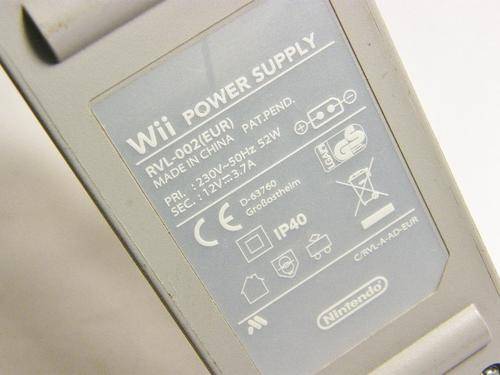 Wii POWER SUPPLY
RVL-002(EUR)
MADE IN CHINA PAT.PEND.
PRI. : 230V~50Hz 52W
SEC. : 12V⎓3.7A
CE D-63760
Großostheim
GS
IP40
C/RVL-A-AD-EUR
Nintendo